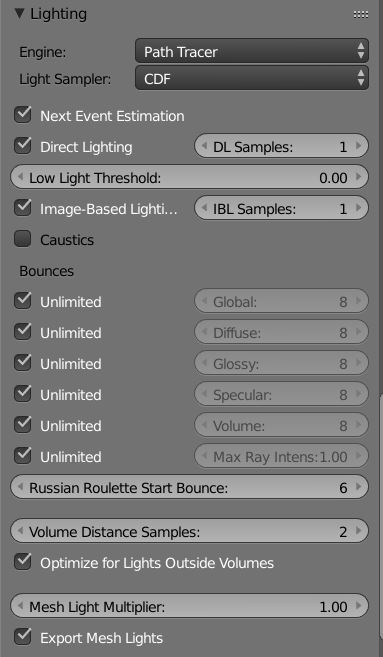 Lighting
Engine: Path Tracer
Light Sampler: CDF
Next Event Estimation
Direct Lighting DL Samples: 1
Low Light Threshold: 0.00
Image-Based Lighti... IBL Samples: 1
Caustics
Bounces
Unlimited Global: 8
Unlimited Diffuse: 8
Unlimited Glossy: 8
Unlimited Specular: 8
Unlimited Volume: 8
Unlimited Max Ray Intens:1.00
Russian Roulette Start Bounce: 6
Volume Distance Samples: 2
Optimize for Lights Outside Volumes
Mesh Light Multiplier: 1.00
Export Mesh Lights